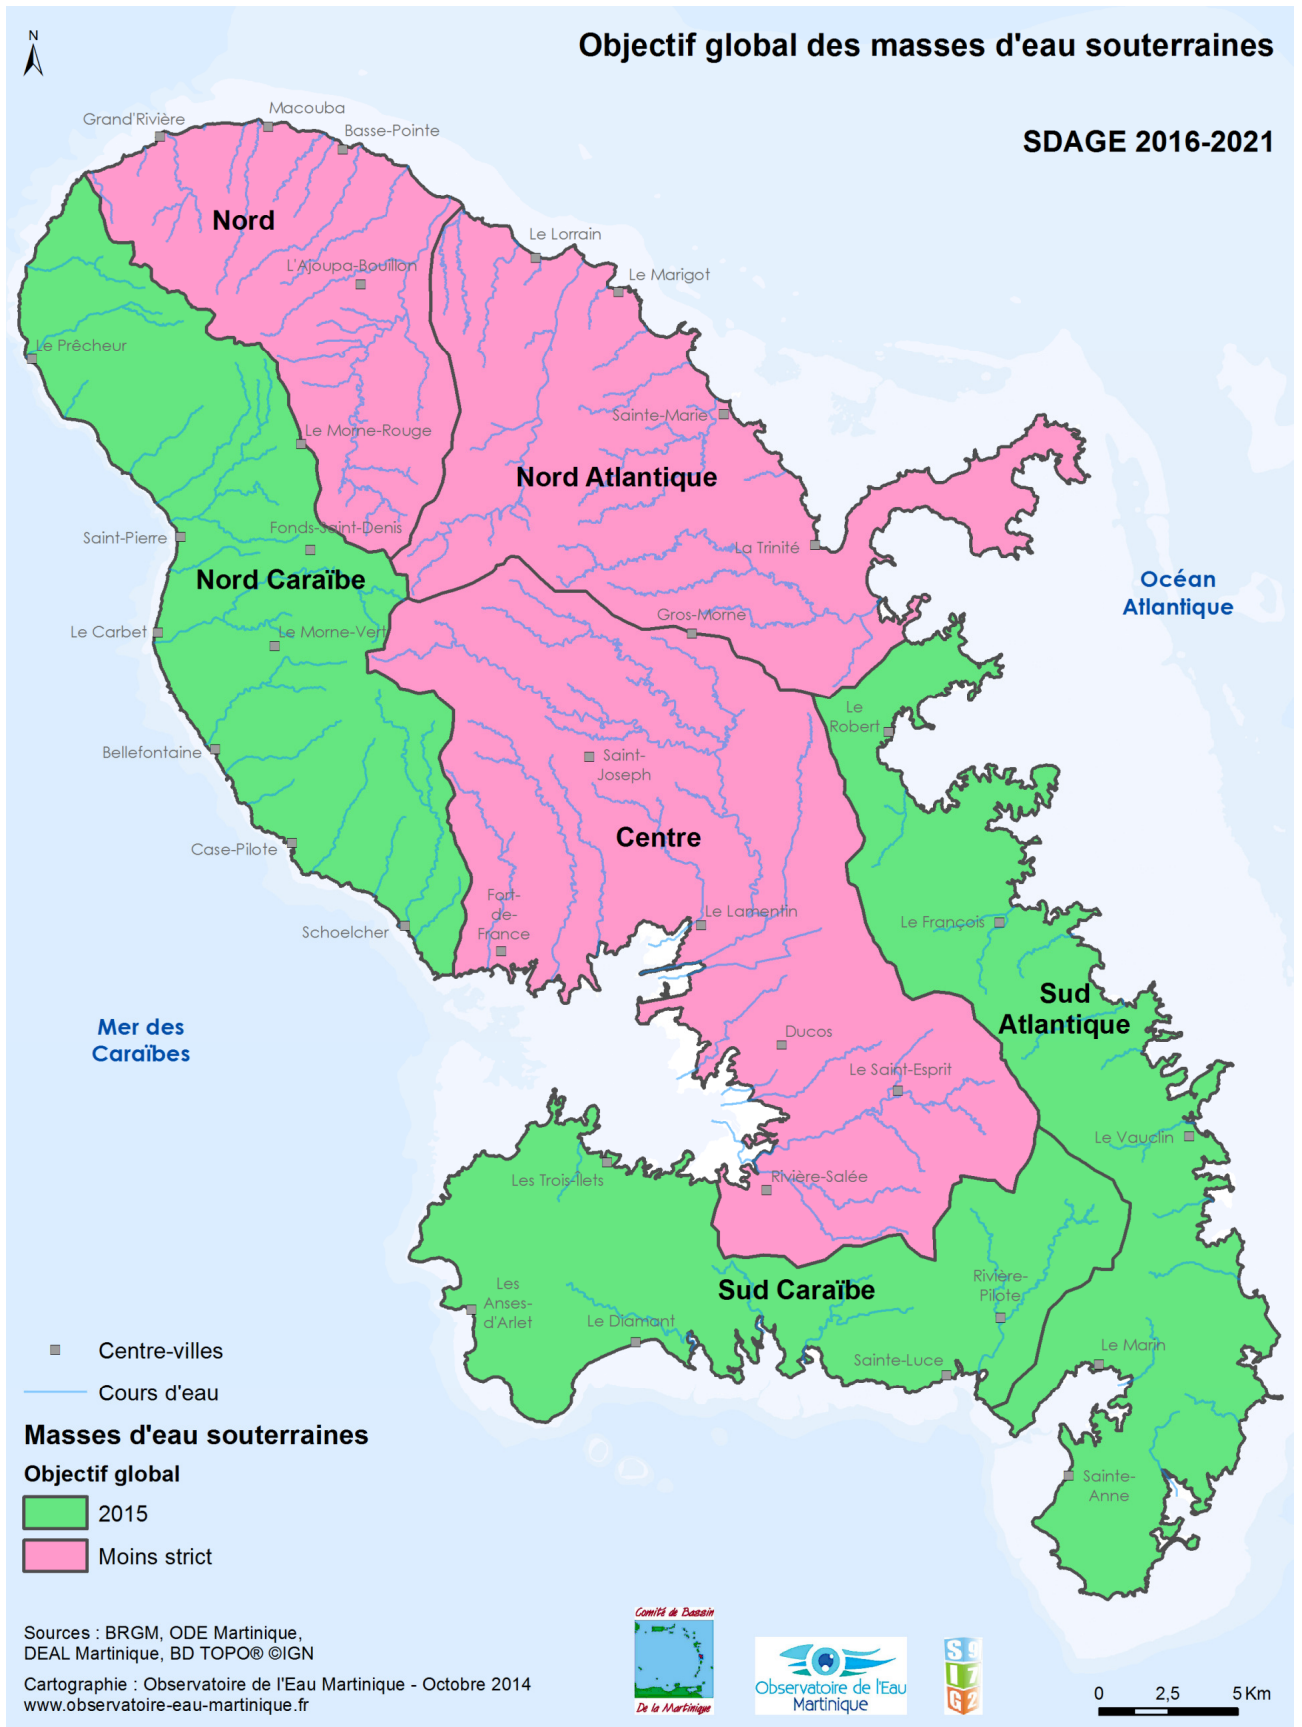 N
Objectif global des masses d'eau souterraines
SDAGE 2016-2021
Macouba
Grand'Rivière
Basse-Pointe
Nord
Le Lorrain
L'Ajoupa-Bouillon
Le Marigot
Le Prêcheur
Sainte-Marie
Le Morne-Rouge
Nord Atlantique
Fonds-Saint-Denis
Saint-Pierre
La Trinité
Nord Caraïbe
Océan
Atlantique
Gros-Morne
Le Carbet
Le Morne-Vert
Le
Robert
Bellefontaine
Saint-
Joseph
Centre
Case-Pilote
Fort-
de-
France
Le Lamentin
Le François
Schoelcher
Sud
Atlantique
Mer des
Caraïbes
Ducos
Le Saint-Esprit
Le Vauclin
Les Trois-Ilets
Rivière-Salée
Rivière-
Pilote
Sud Caraïbe
Les
Anses-
d'Arlet
Le Diamant
Le Marin
Sainte-Luce
Sainte-
Anne
Centre-villes
Cours d'eau
Masses d'eau souterraines
Objectif global
2015
Moins strict
Sources : BRGM, ODE Martinique,
DEAL Martinique, BD TOPO® ©IGN
Cartographie : Observatoire de l'Eau Martinique - Octobre 2014
www.observatoire-eau-martinique.fr
Comité de Bassin
De la Martinique
Observatoire de l'Eau
Martinique
S 9
I 7
G 2
0 2,5 5 Km